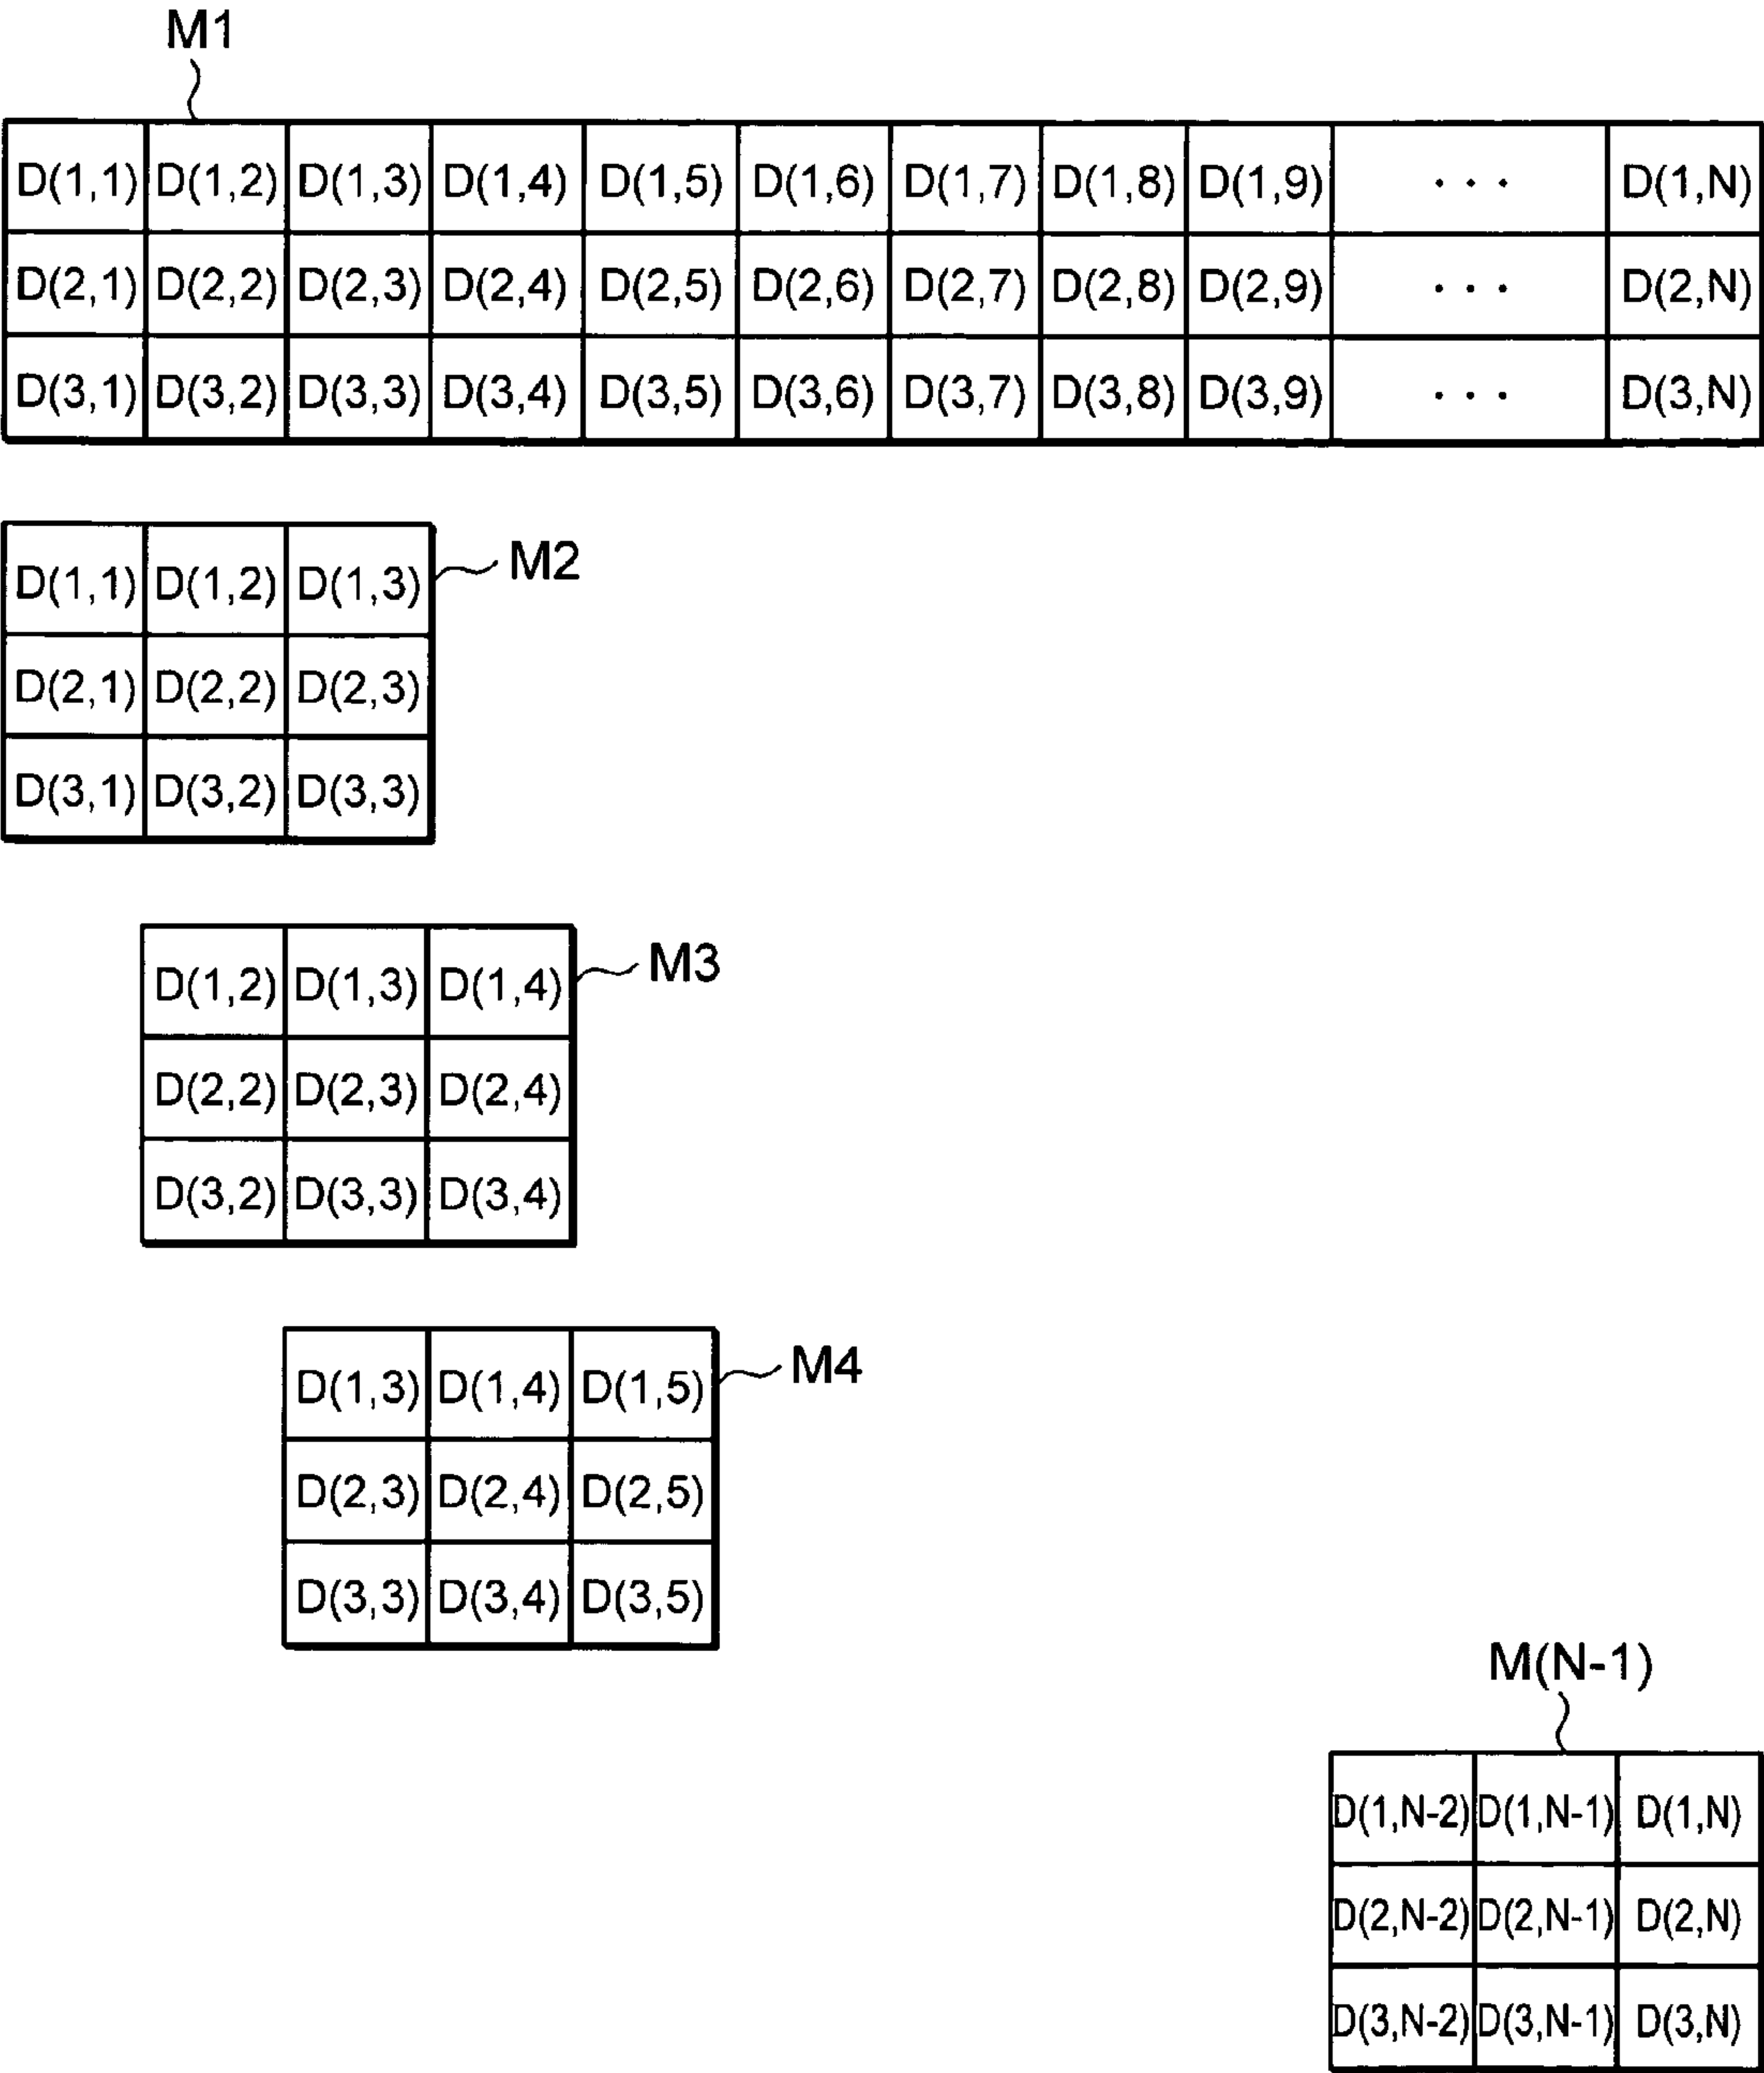 M1
D(1,1) D(1,2) D(1,3) D(1,4) D(1,5) D(1,6) D(1,7) D(1,8) D(1,9) · · · D(1,N)
D(2,1) D(2,2) D(2,3) D(2,4) D(2,5) D(2,6) D(2,7) D(2,8) D(2,9) · · · D(2,N)
D(3,1) D(3,2) D(3,3) D(3,4) D(3,5) D(3,6) D(3,7) D(3,8) D(3,9) · · · D(3,N)
M2
D(1,1) D(1,2) D(1,3)
D(2,1) D(2,2) D(2,3)
D(3,1) D(3,2) D(3,3)
M3
D(1,2) D(1,3) D(1,4)
D(2,2) D(2,3) D(2,4)
D(3,2) D(3,3) D(3,4)
M4
D(1,3) D(1,4) D(1,5)
D(2,3) D(2,4) D(2,5)
D(3,3) D(3,4) D(3,5)
M(N-1)
D(1,N-2) D(1,N-1) D(1,N)
D(2,N-2) D(2,N-1) D(2,N)
D(3,N-2) D(3,N-1) D(3,N)